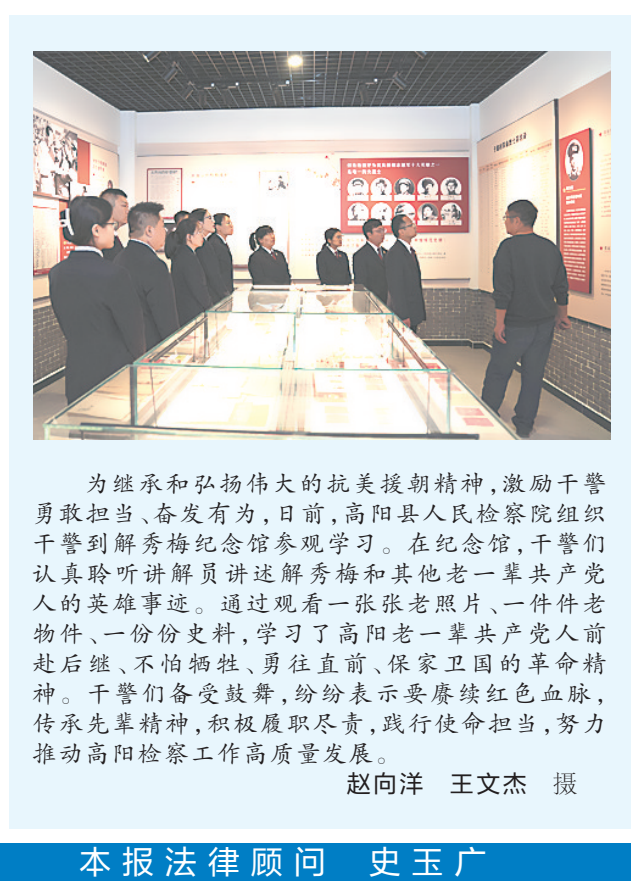 为继承和弘扬伟大的抗美援朝精神,激励干警
勇敢担当、奋发有为,日前,高阳县人民检察院组织
干警到解秀梅纪念馆参观学习。在纪念馆,干警们
认真聆听讲解员讲述解秀梅和其他老一辈共产党
人的英雄事迹。通过观看一张张老照片、一件件老
物件、一份份史料,学习了高阳老一辈共产党人前
赴后继、不怕牺牲、勇往直前、保家卫国的革命精
神。干警们备受鼓舞,纷纷表示要赓续红色血脉,
传承先辈精神,积极履职尽责,践行使命担当,努力
推动高阳检察工作高质量发展。
赵向洋 王文杰 摄
本报法律顾问 史玉广